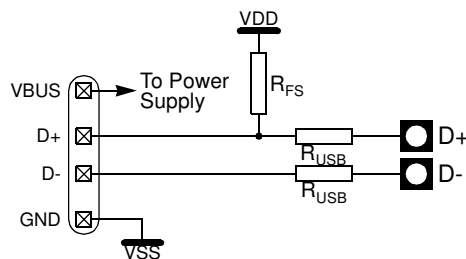 VDD
VBUS
To Power
Supply
R_FS
D+
D+
R_USB
D-
D-
R_USB
GND
VSS